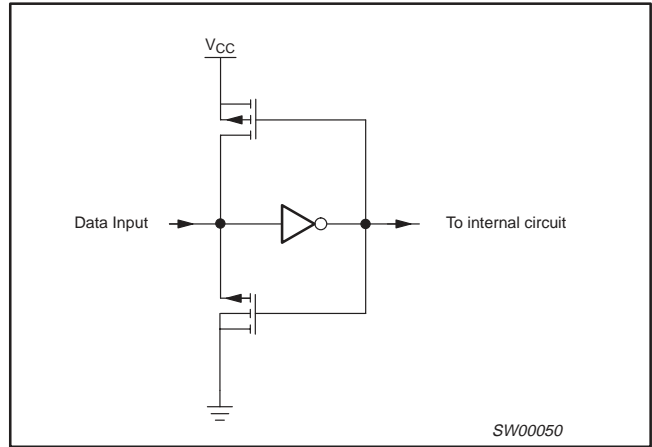 VCC
Data Input
To internal circuit
SW00050